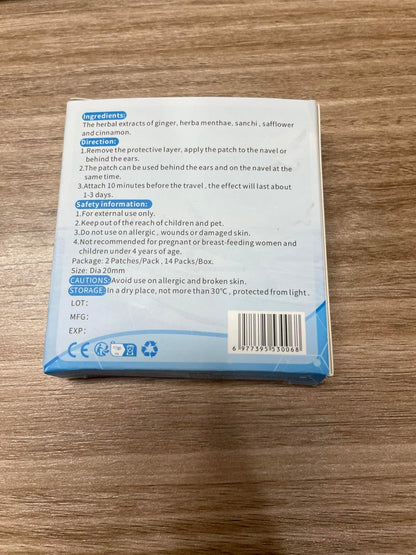 Ingredients:
The herbal extracts of ginger, herba menthae, sanchi , safflower
and cinnamon.
Direction:
1.Remove the protective layer, apply the patch to the navel or
behind the ears.
2.The patch can be used behind the ears and on the navel at the
same time.
3.Attach 10 minutes before the travel , the effect will last about
1-3 days.
Safety information:
1.For external use only.
2.Keep out of the reach of children and pet.
3.Do not use on allergic , wounds or damaged skin.
4.Not recommended for pregnant or breast-feeding women and
children under 4 years of age.
Package: 2 Patches/Pack , 14 Packs/Box.
Size: Dia20mm
CAUTIONS: Avoid use on allergic and broken skin.
STORAGE: In a dry place, not more than 30℃ , protected from light .
LOT:
MFG:
EXP:
6 977395 530068
CE